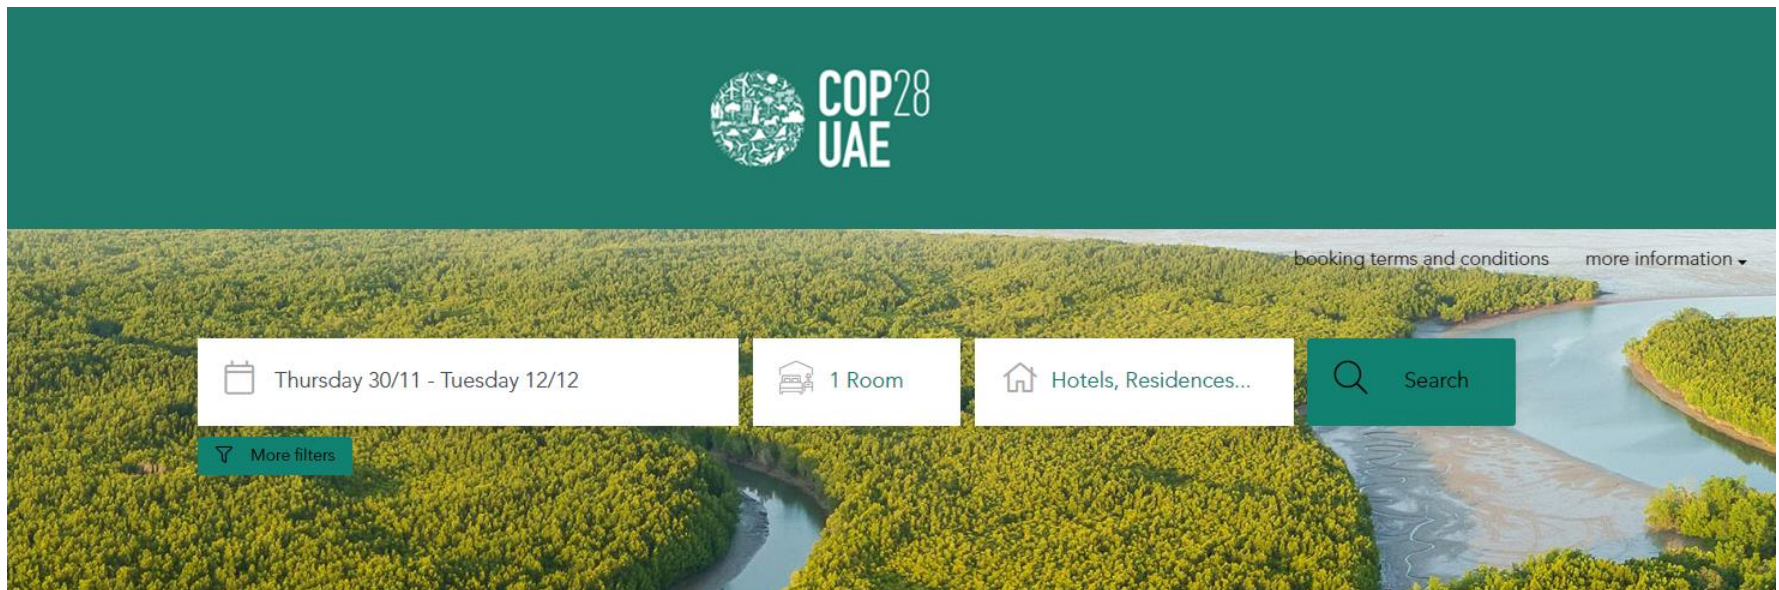 COP28
UAE
booking terms and conditions more information
Thursday 30/11 - Tuesday 12/12 1 Room Hotels, Residences... Search
More filters